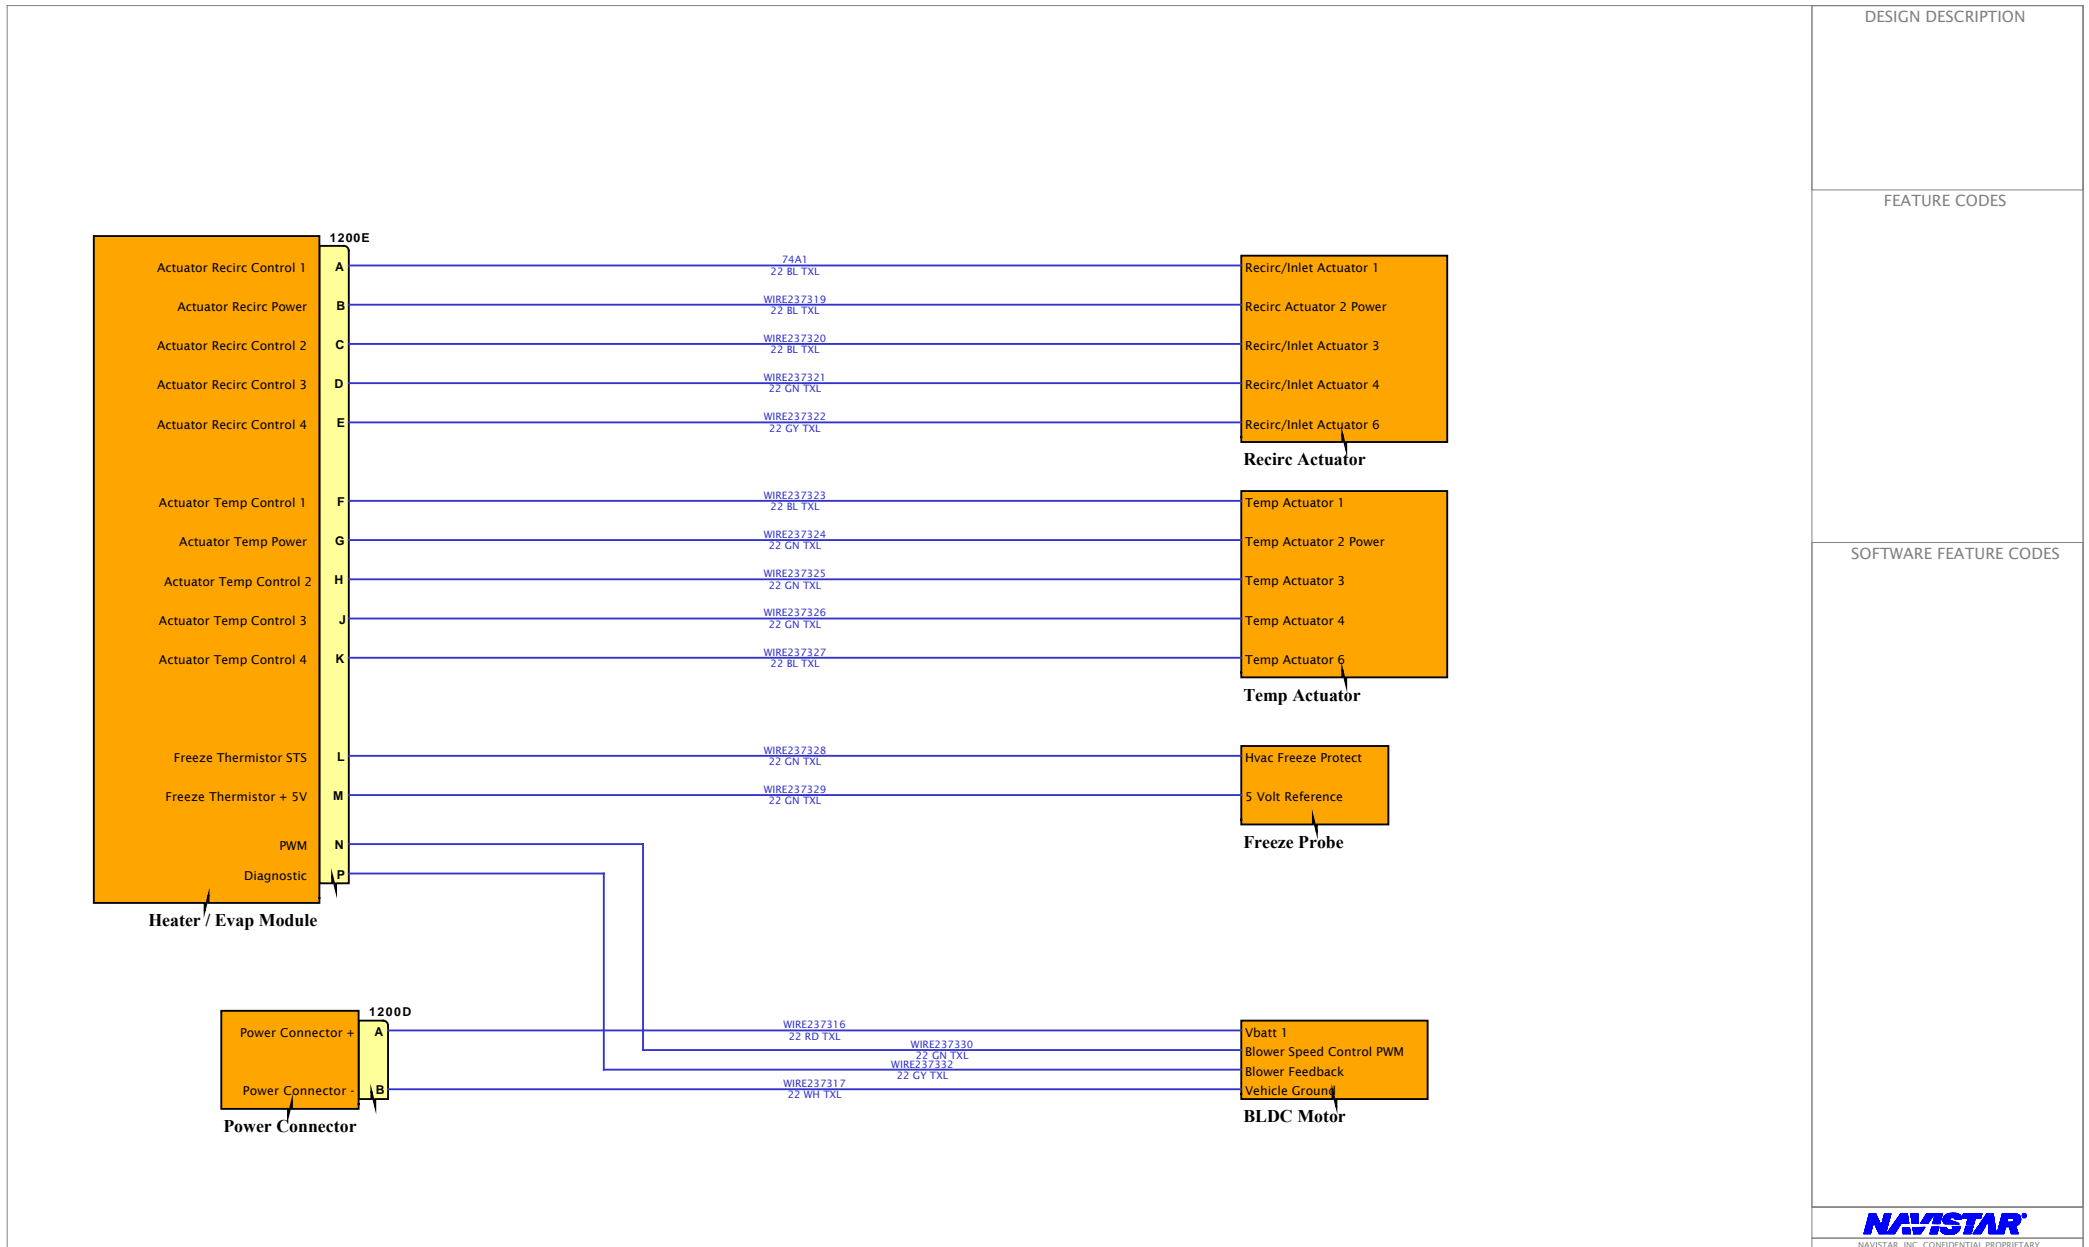 DESIGN DESCRIPTION
FEATURE CODES
SOFTWARE FEATURE CODES
1200E
Actuator Recirc Control 1 A 74A1 Recirc/Inlet Actuator 1
22 BL TXL
Actuator Recirc Power B WIRE237319 Recirc Actuator 2 Power
22 BL TXL
Actuator Recirc Control 2 C WIRE237320 Recirc/Inlet Actuator 3
22 BL TXL
Actuator Recirc Control 3 D WIRE237321 Recirc/Inlet Actuator 4
22 GN TXL
Actuator Recirc Control 4 E WIRE237322 Recirc/Inlet Actuator 6
22 GY TXL
Recirc Actuator
Actuator Temp Control 1 F WIRE237323 Temp Actuator 1
22 BL TXL
Actuator Temp Power G WIRE237324 Temp Actuator 2 Power
22 GN TXL
Actuator Temp Control 2 H WIRE237325 Temp Actuator 3
22 GN TXL
Actuator Temp Control 3 J WIRE237326 Temp Actuator 4
22 GN TXL
Actuator Temp Control 4 K WIRE237327 Temp Actuator 6
22 BL TXL
Temp Actuator
Freeze Thermistor STS L WIRE237328 Hvac Freeze Protect
22 GN TXL
Freeze Thermistor + 5V M WIRE237329 5 Volt Reference
22 GN TXL
Freeze Probe
PWM N
Diagnostic P
Heater / Evap Module
1200D
Power Connector + A WIRE237316 Vbatt 1
22 RD TXL
WIRE237330 Blower Speed Control PWM
22 GN TXL
WIRE237332 Blower Feedback
22 GY TXL
Power Connector - B WIRE237317 Vehicle Ground
22 WH TXL
Power Connector
BLDC Motor
NAVISTAR®
NAVISTAR, INC. CONFIDENTIAL PROPRIETARY